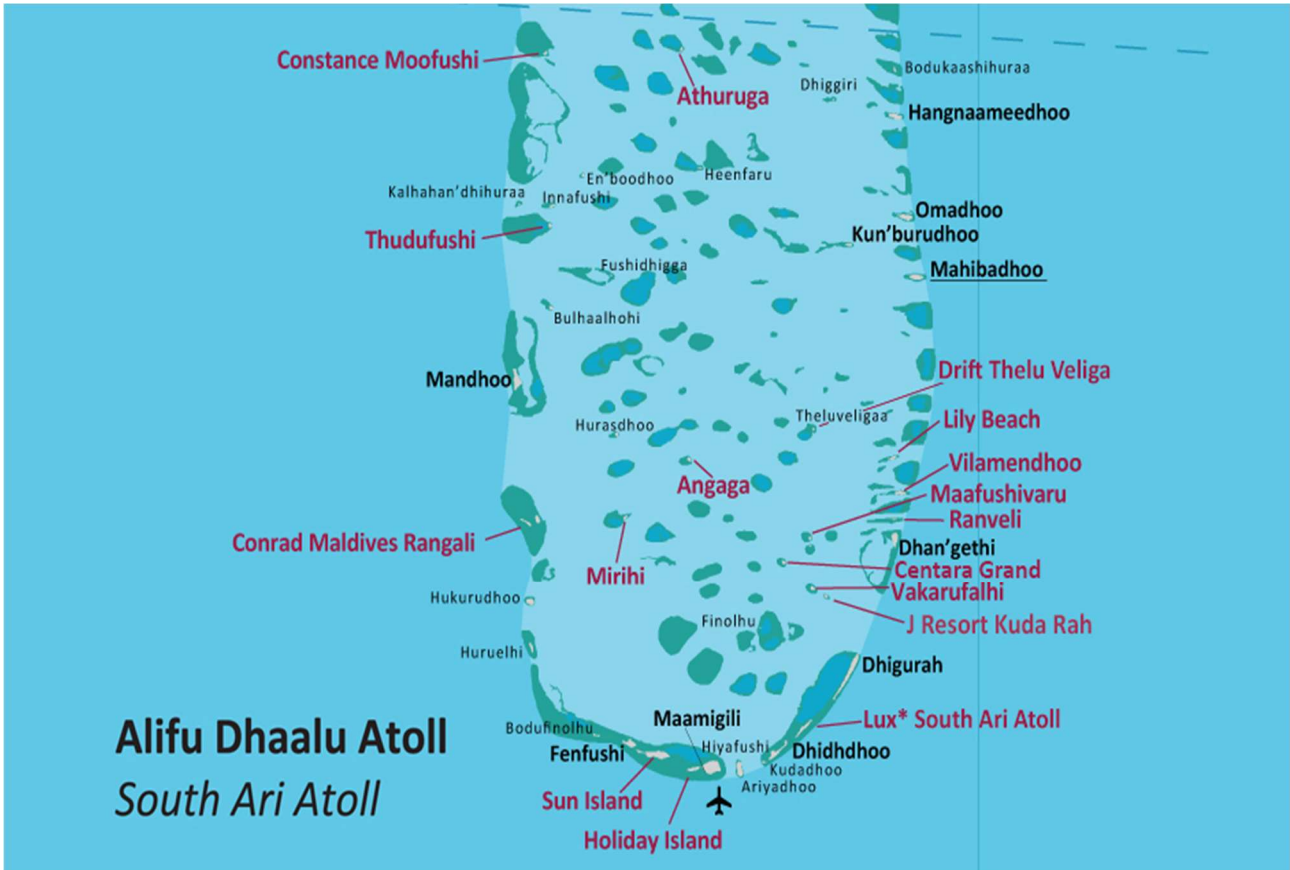 Constance Moofushi
Athuruga
Dhiggiri
Bodukaashihuraa
Hangnaameedhoo
En'boodhoo
Heenfaru
Kalhahan'dhihuraa
Innafushi
Omadhoo
Thudufushi
Kun'burudhoo
Fushidhigga
Mahibadhoo
Bulhaalhohi
Mandhoo
Drift Thelu Veliga
Theluveligaa
Lily Beach
Hurasdhoo
Vilamendhoo
Angaga
Maafushivaru
Ranveli
Conrad Maldives Rangali
Dhan'gethi
Mirihi
Centara Grand
Vakarufalhi
Hukurudhoo
Finolhu
J Resort Kuda Rah
Huruelhi
Dhigurah
Maamigili
Lux* South Ari Atoll
Bodufinolhu
Hiyafushi
Fenfushi
Dhidhdhoo
Kudadhoo
Ariyadhoo
Sun Island
Holiday Island
Alifu Dhaalu Atoll
South Ari Atoll